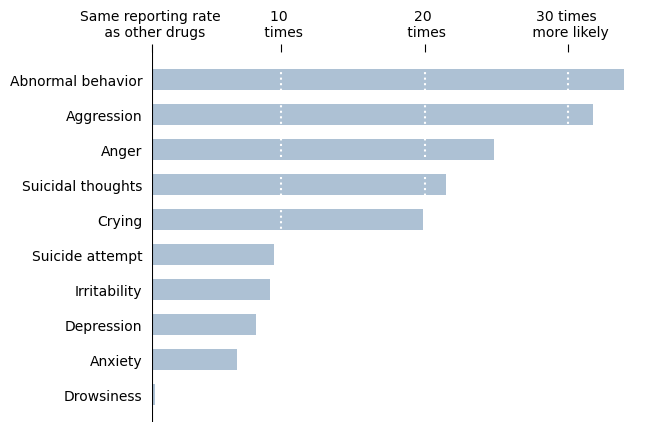 Same reporting rate
as other drugs
10
times
20
times
30 times
more likely
Abnormal behavior
Aggression
Anger
Suicidal thoughts
Crying
Suicide attempt
Irritability
Depression
Anxiety
Drowsiness